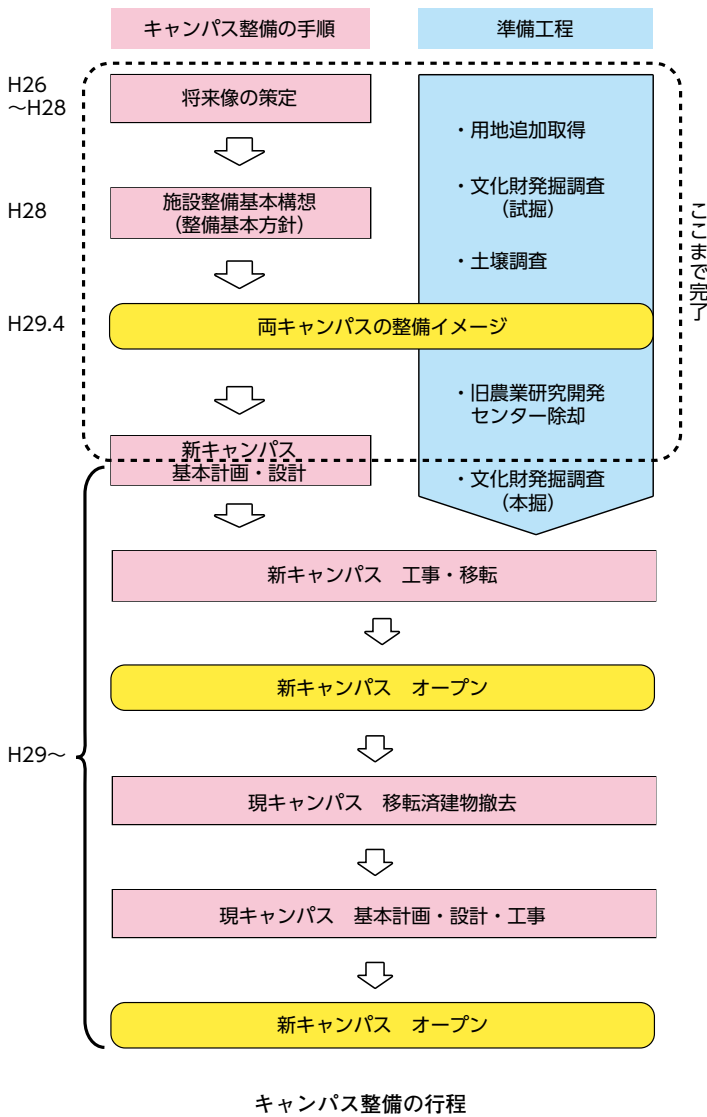 キャンパス整備の手順
準備工程
H26
～H28
将来像の策定
・用地追加取得
・文化財発掘調査
(試掘)
H28
施設整備基本構想
(整備基本方針)
・土壌調査
ここまで完了
H29.4
両キャンパスの整備イメージ
・旧農業研究開発
センター除却
新キャンパス
基本計画・設計
・文化財発掘調査
(本掘)
新キャンパス　工事・移転
新キャンパス　オープン
H29～
現キャンパス　移転済建物撤去
現キャンパス　基本計画・設計・工事
新キャンパス　オープン
キャンパス整備の行程